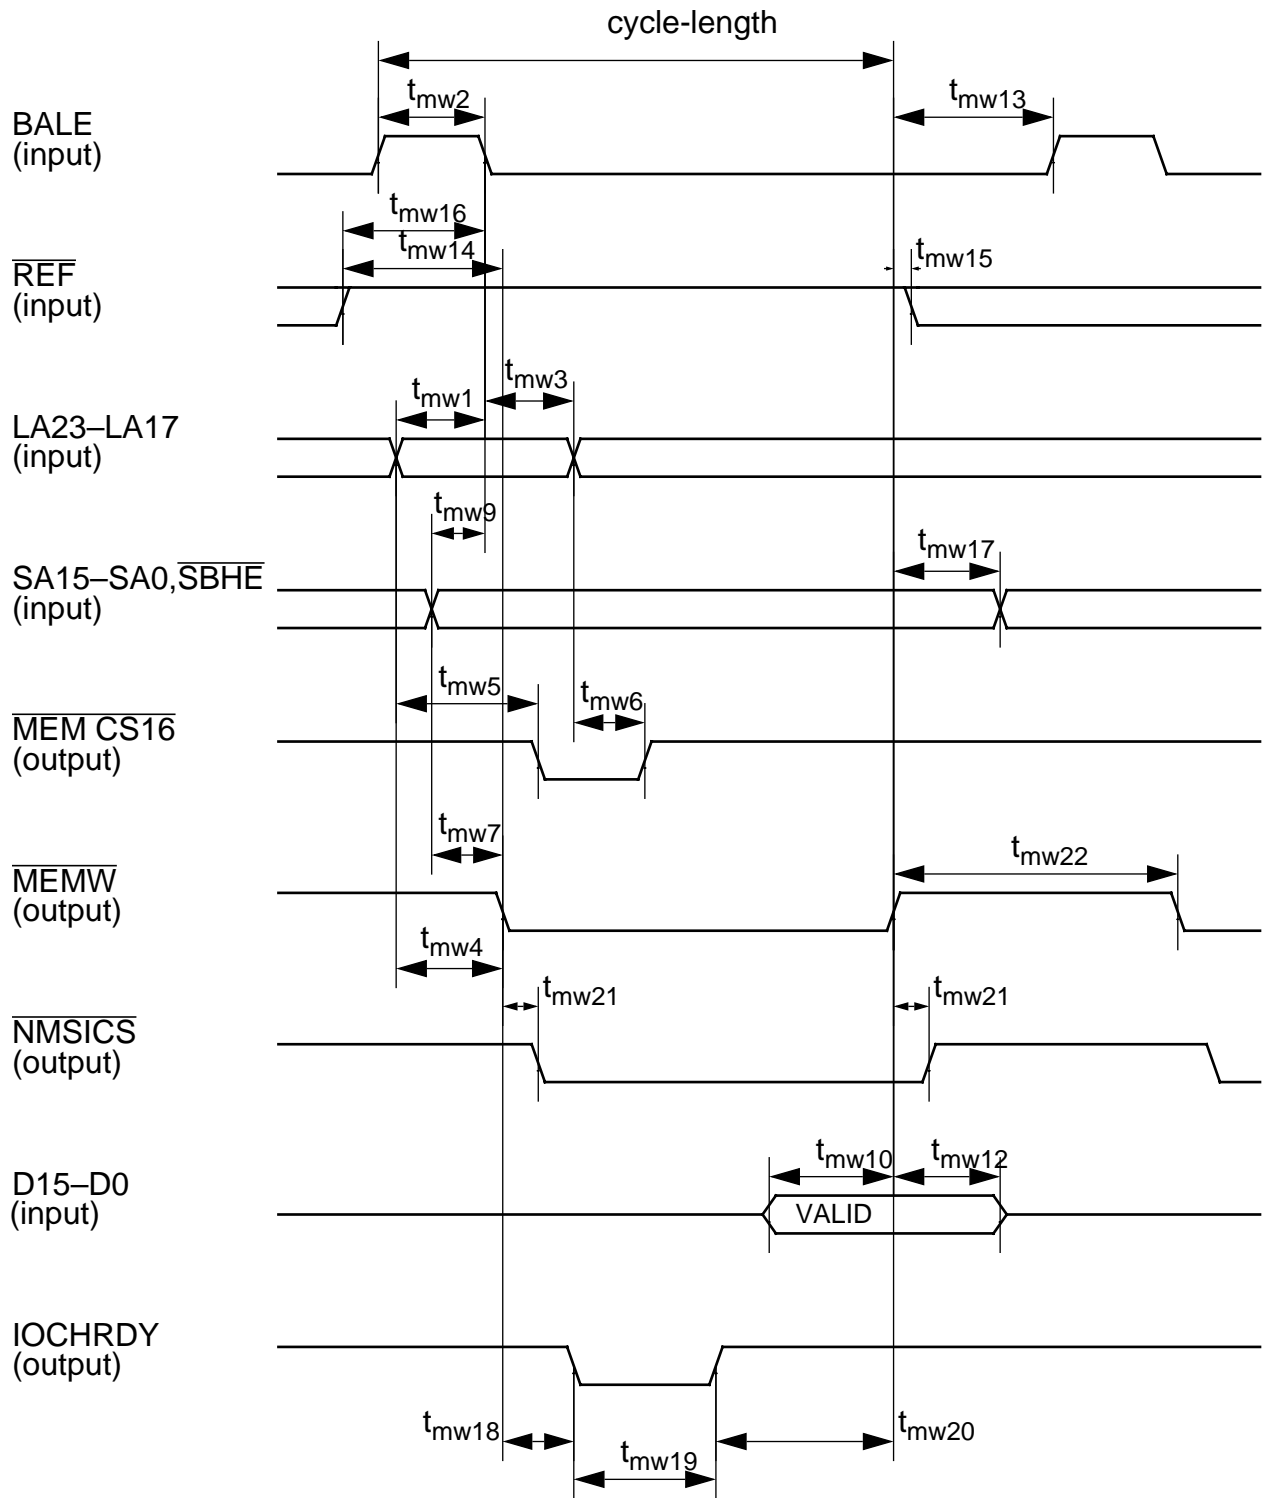 cycle-length
tmw2
tmw13
BALE
(input)
tmw16
tmw14
tmw15
REF
(input)
tmw1
tmw3
LA23–LA17
(input)
tmw9
tmw17
SA15–SA0,SBHE
(input)
tmw5
tmw6
MEM CS16
(output)
tmw7
tmw22
MEMW
(output)
tmw4
tmw21
tmw21
NMSICS
(output)
tmw10
tmw12
D15–D0
(input)
VALID
IOCHRDY
(output)
tmw18
tmw19
tmw20